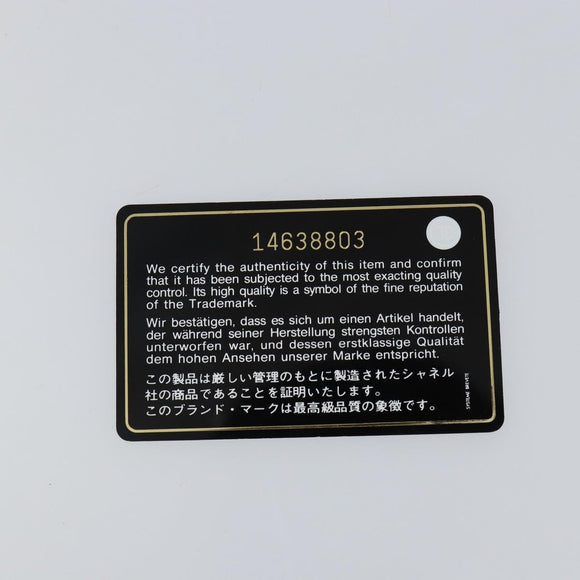 14638803
We certify the authenticity of this item and confirm
that it has been subjected to the most exacting quality
control. Its high quality is a symbol of the fine reputation
of the Trademark.
Wir bestätigen, dass es sich um einen Artikel handelt,
der während seiner Herstellung strengsten Kontrollen
unterworfen war, und dessen erstklassige Qualität
dem hohen Ansehen unserer Marke entspricht.
この製品は厳しい管理のもとに製造されたシャネル
社の商品であることを証明いたします。
このブランド・マークは最高級品質の象徴です。
SYSTEME BREVETE